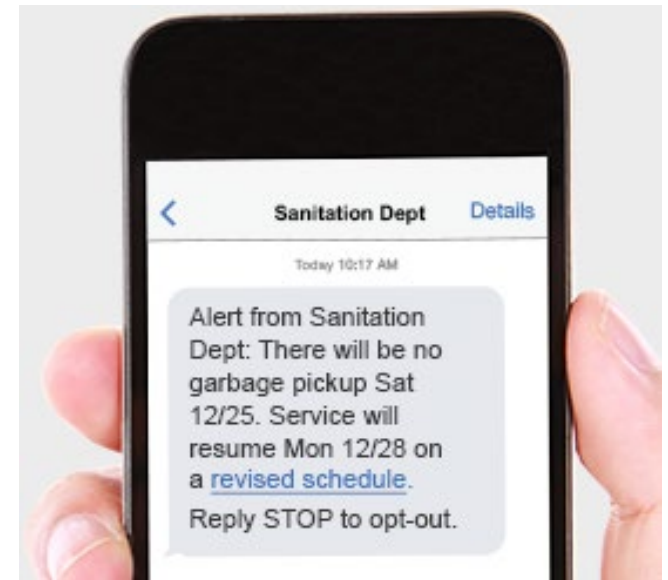 Sanitation Dept
Details
Today 10:17 AM
Alert from Sanitation
Dept: There will be no
garbage pickup Sat
12/25. Service will
resume Mon 12/28 on
a revised schedule.
Reply STOP to opt-out.